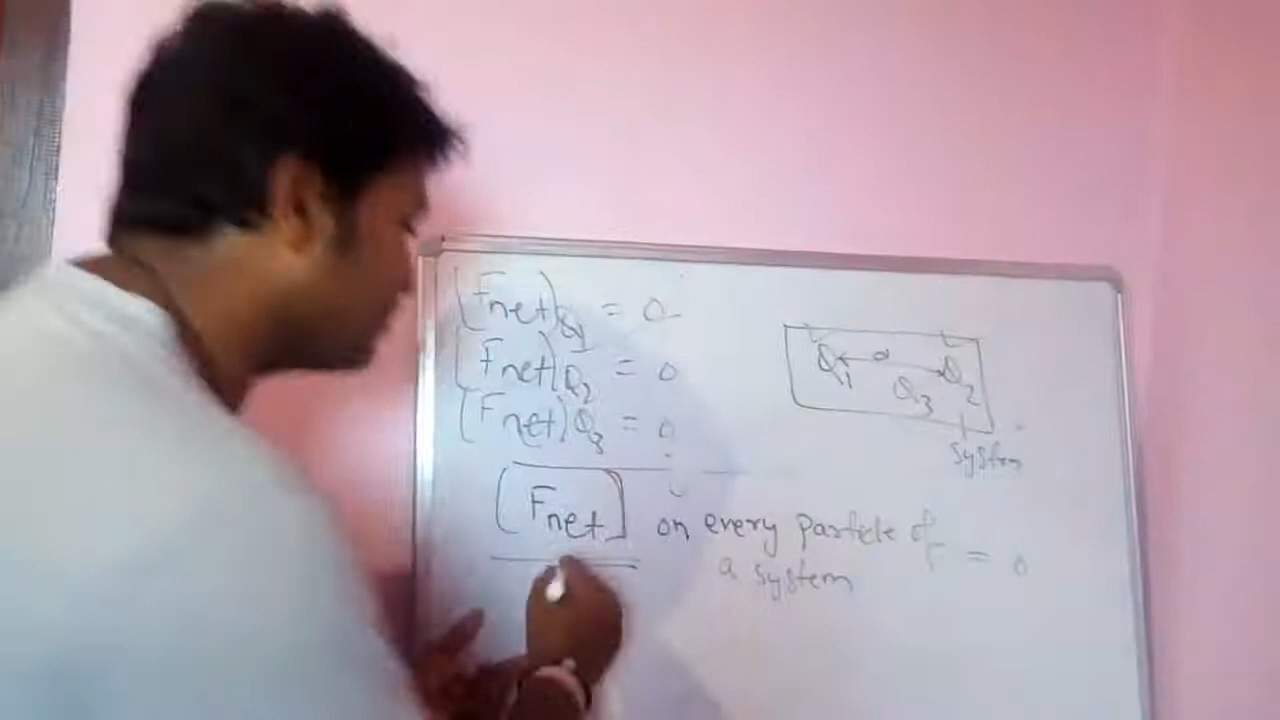 (Fnet)Q1 = 0
(Fnet)Q2 = 0
(Fnet)Q3 = 0
Q1 d Q2
Q3
system
[Fnet] on every particle of
a system = 0